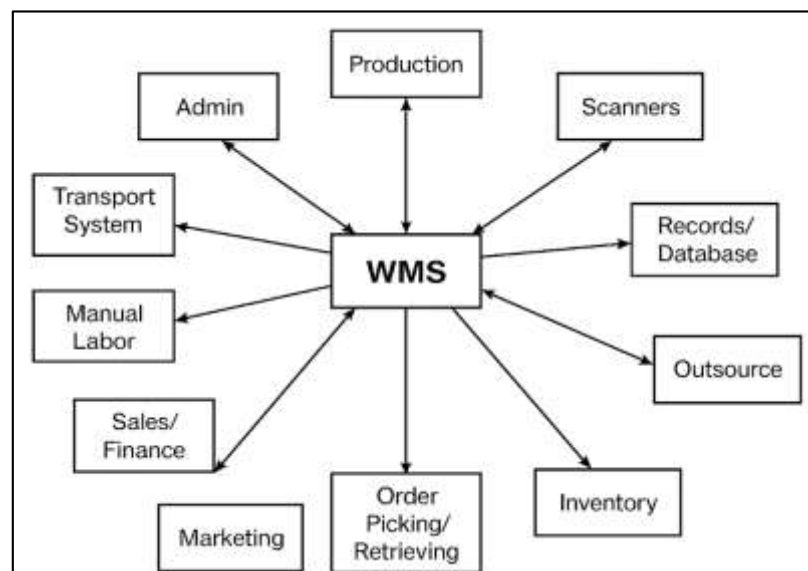 Production
Admin
Scanners
Transport
System
Records/
Database
WMS
Manual
Labor
Outsource
Sales/
Finance
Order
Picking/
Retrieving
Inventory
Marketing